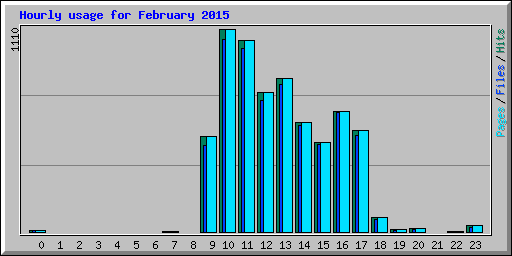 Hourly usage for February 2015
1110
Pages/Files/Hits
0 1 2 3 4 5 6 7 8 9 10 11 12 13 14 15 16 17 18 19 20 21 22 23